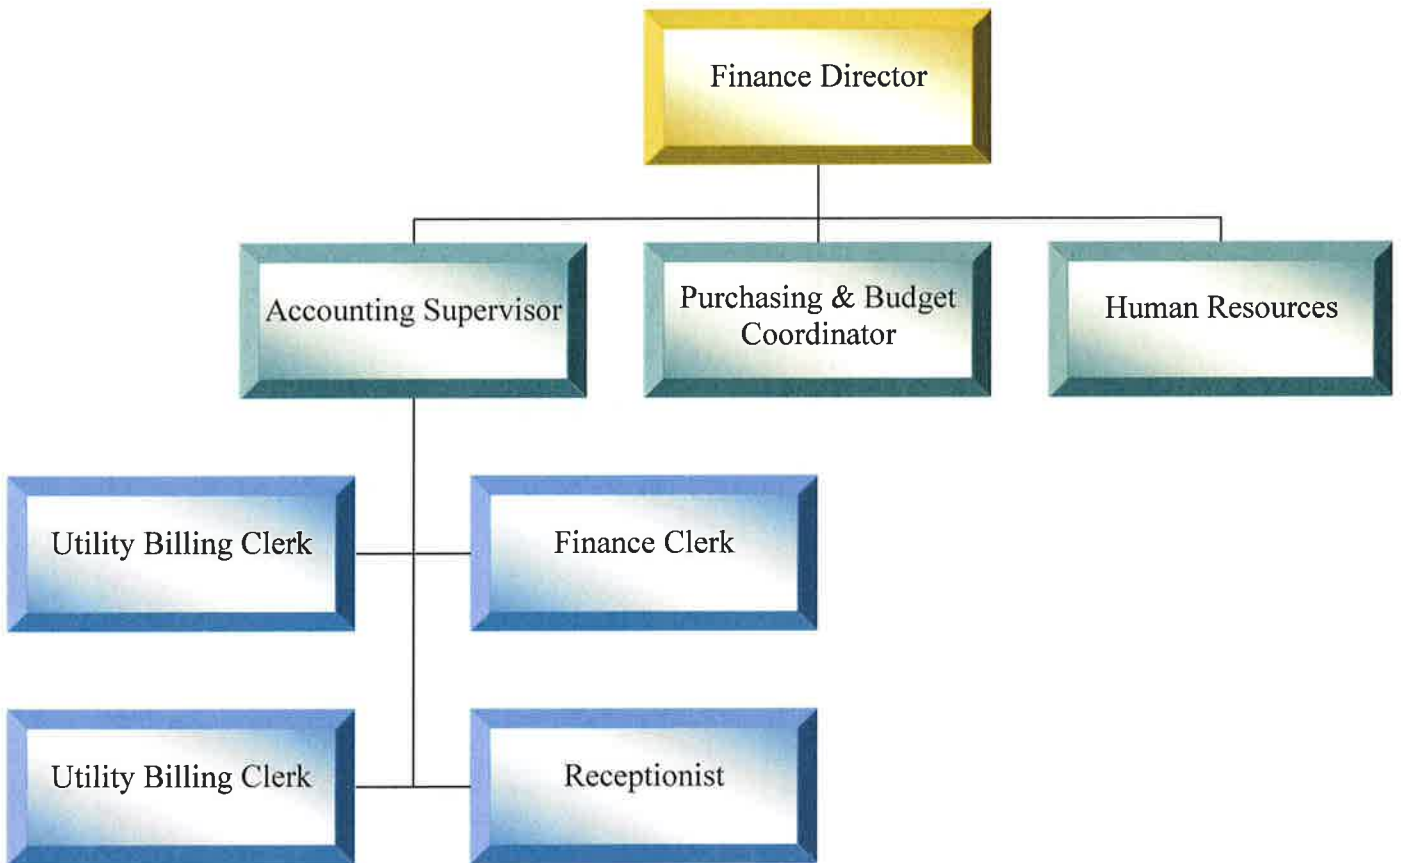 Finance Director
Accounting Supervisor
Purchasing & Budget
Coordinator
Human Resources
Utility Billing Clerk
Finance Clerk
Utility Billing Clerk
Receptionist